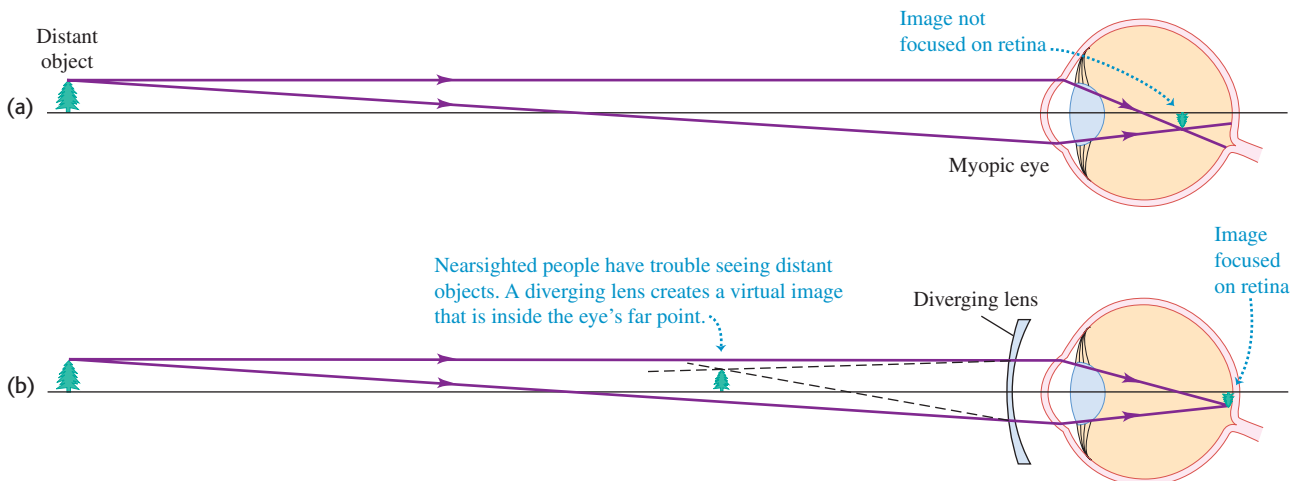 Distant
object
Image not
focused on retina
(a)
Myopic eye
Nearsighted people have trouble seeing distant
objects. A diverging lens creates a virtual image
that is inside the eye's far point.
Diverging lens
Image
focused
on retina
(b)